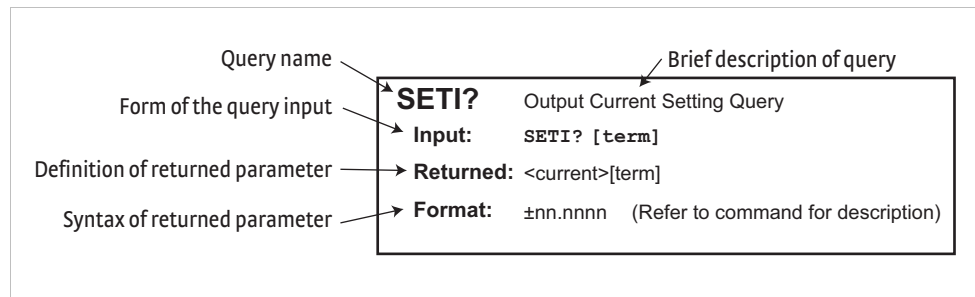 Query name
Brief description of query
SETI? Output Current Setting Query
Form of the query input
Input: SETI? [term]
Definition of returned parameter
Returned: <current>[term]
Syntax of returned parameter
Format: ±nn.nnnn (Refer to command for description)